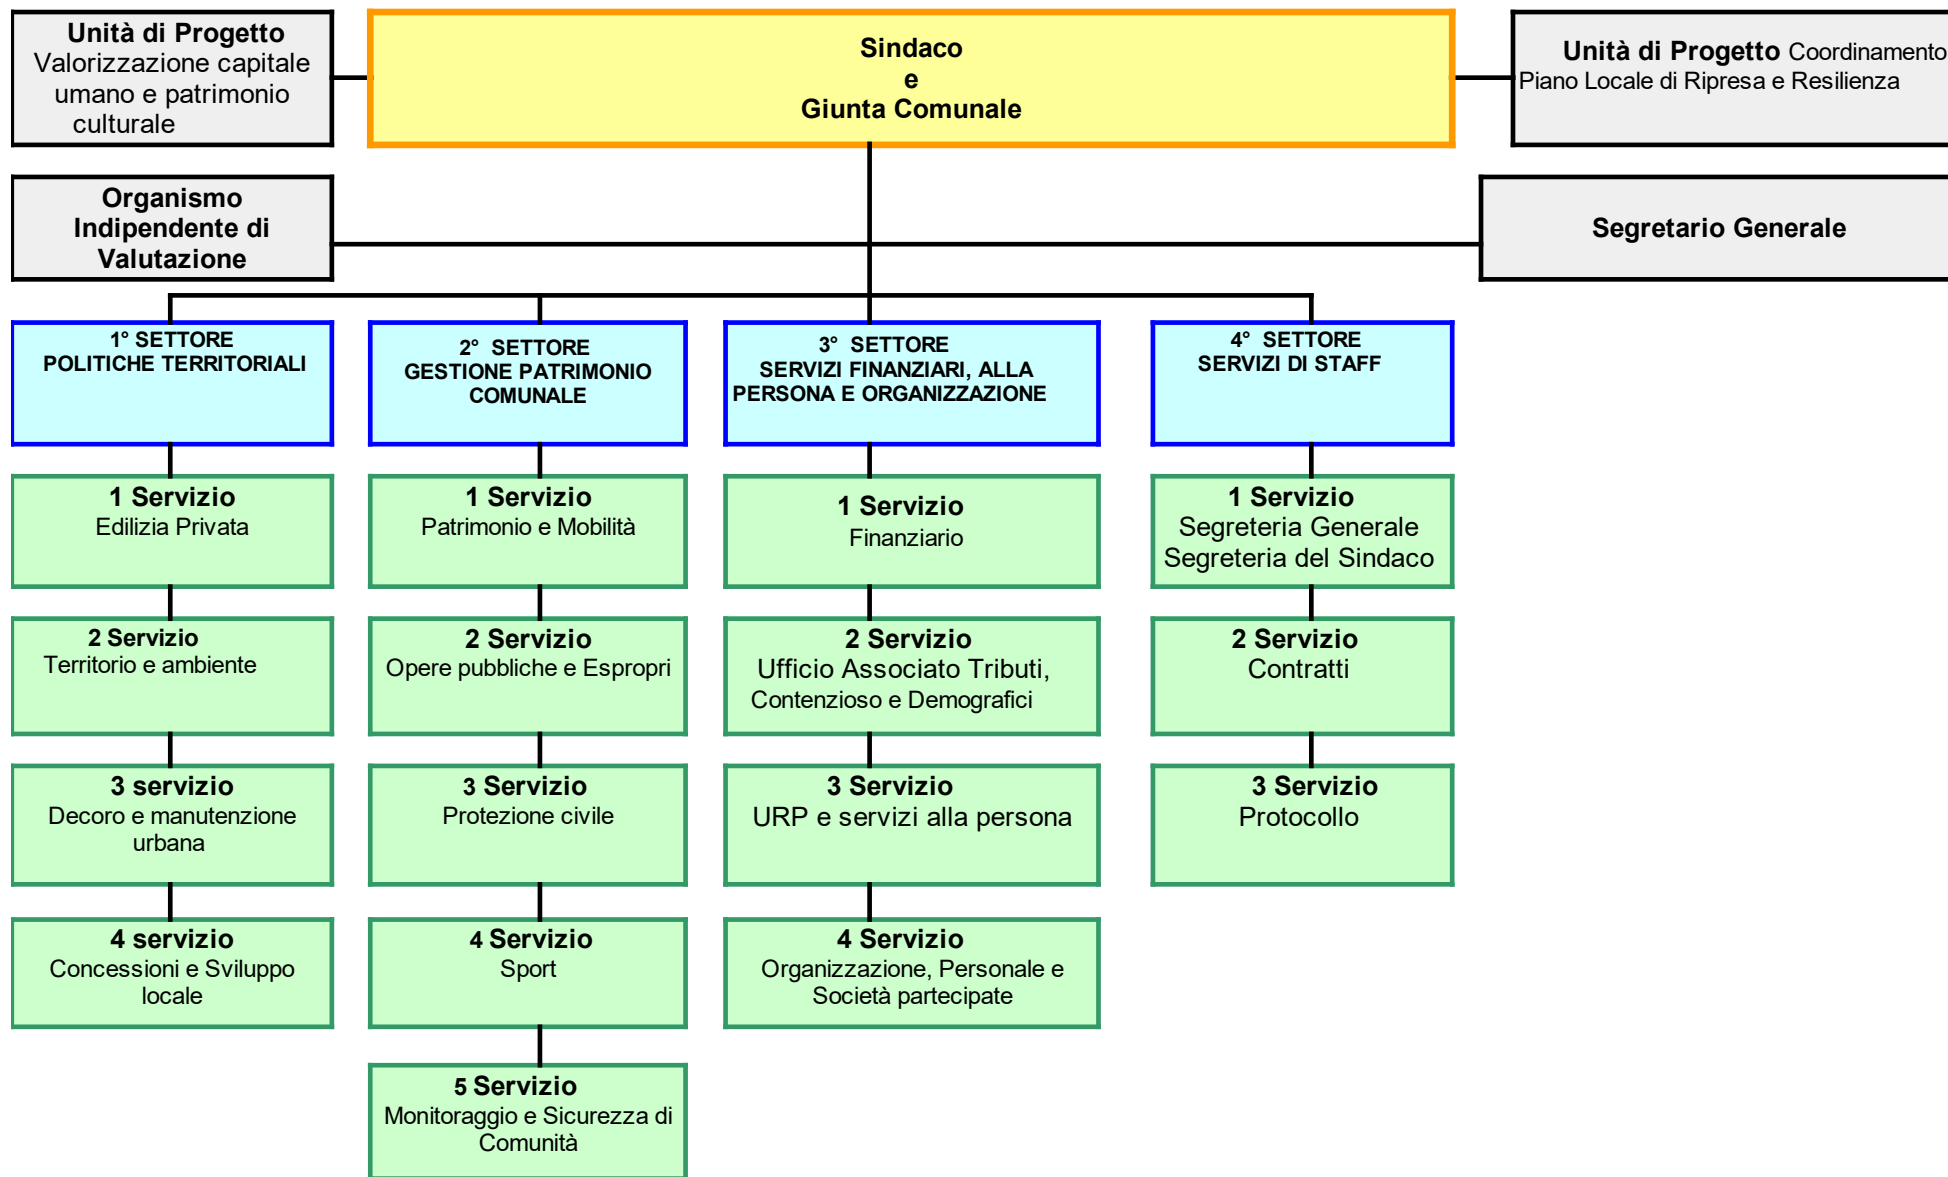 Unità di Progetto
Valorizzazione capitale
umano e patrimonio
culturale
Sindaco
e
Giunta Comunale
Unità di Progetto Coordinamento
Piano Locale di Ripresa e Resilienza
Organismo
Indipendente di
Valutazione
Segretario Generale
1° SETTORE
POLITICHE TERRITORIALI
2° SETTORE
GESTIONE PATRIMONIO
COMUNALE
3° SETTORE
SERVIZI FINANZIARI, ALLA
PERSONA E ORGANIZZAZIONE
4° SETTORE
SERVIZI DI STAFF
1 Servizio
Edilizia Privata
1 Servizio
Patrimonio e Mobilità
1 Servizio
Finanziario
1 Servizio
Segreteria Generale
Segreteria del Sindaco
2 Servizio
Territorio e ambiente
2 Servizio
Opere pubbliche e Espropri
2 Servizio
Ufficio Associato Tributi,
Contenzioso e Demografici
2 Servizio
Contratti
3 servizio
Decoro e manutenzione
urbana
3 Servizio
Protezione civile
3 Servizio
URP e servizi alla persona
3 Servizio
Protocollo
4 servizio
Concessioni e Sviluppo
locale
4 Servizio
Sport
4 Servizio
Organizzazione, Personale e
Società partecipate
5 Servizio
Monitoraggio e Sicurezza di
Comunità